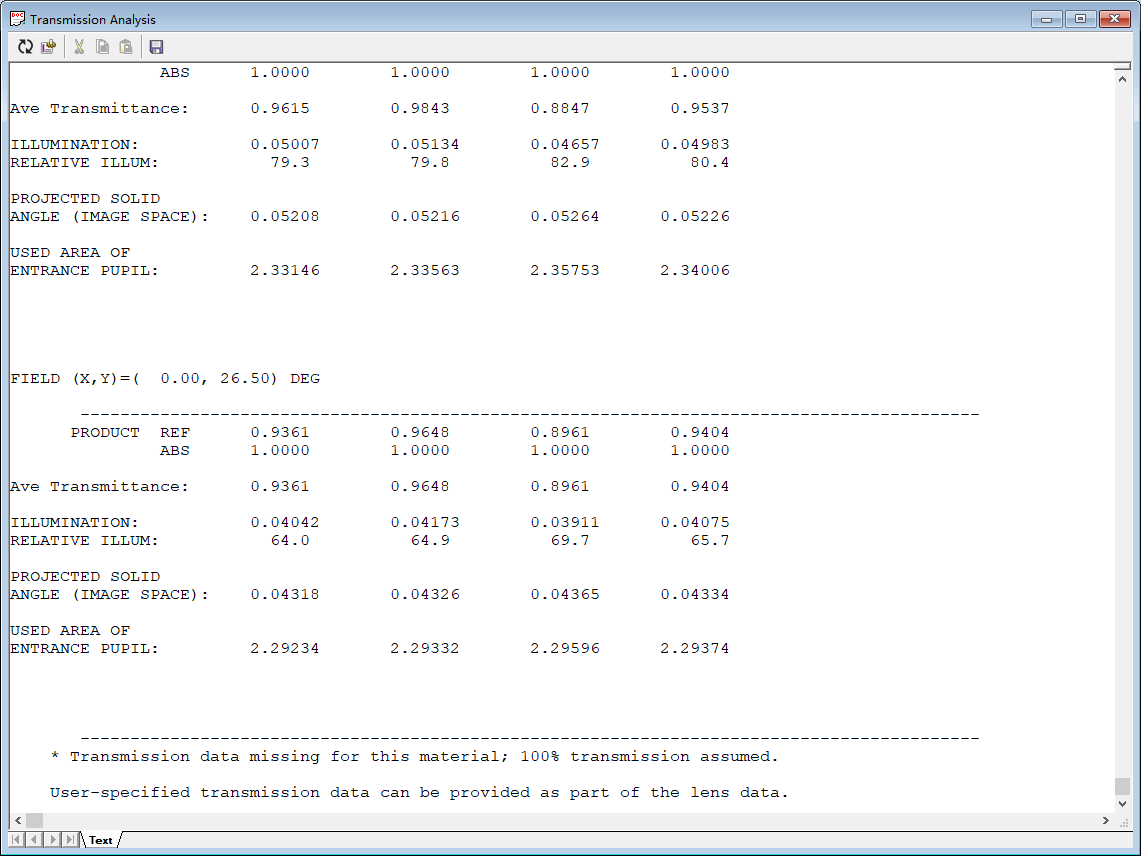 Transmission Analysis
ABS 1.0000 1.0000 1.0000 1.0000
Ave Transmittance: 0.9615 0.9843 0.8847 0.9537
ILLUMINATION: 0.05007 0.05134 0.04657 0.04983
RELATIVE ILLUM: 79.3 79.8 82.9 80.4
PROJECTED SOLID
ANGLE (IMAGE SPACE): 0.05208 0.05216 0.05264 0.05226
USED AREA OF
ENTRANCE PUPIL: 2.33146 2.33563 2.35753 2.34006
FIELD (X,Y)=( 0.00, 26.50) DEG
------------------------------------------------------------------------------------------
PRODUCT REF 0.9361 0.9648 0.8961 0.9404
ABS 1.0000 1.0000 1.0000 1.0000
Ave Transmittance: 0.9361 0.9648 0.8961 0.9404
ILLUMINATION: 0.04042 0.04173 0.03911 0.04075
RELATIVE ILLUM: 64.0 64.9 69.7 65.7
PROJECTED SOLID
ANGLE (IMAGE SPACE): 0.04318 0.04326 0.04365 0.04334
USED AREA OF
ENTRANCE PUPIL: 2.29234 2.29332 2.29596 2.29374
------------------------------------------------------------------------------------------
* Transmission data missing for this material; 100% transmission assumed.
User-specified transmission data can be provided as part of the lens data.
Text